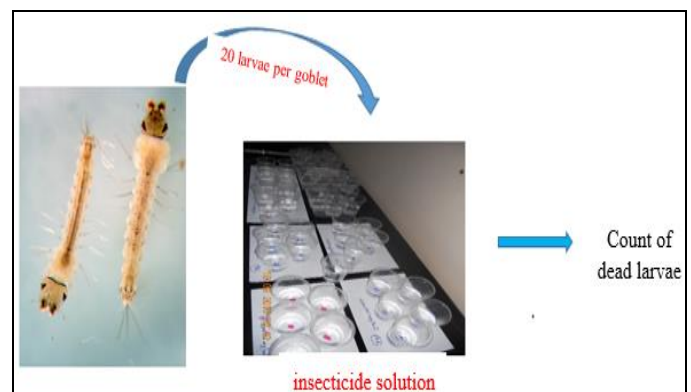 20 larvae per goblet
Count of
dead larvae
insecticide solution